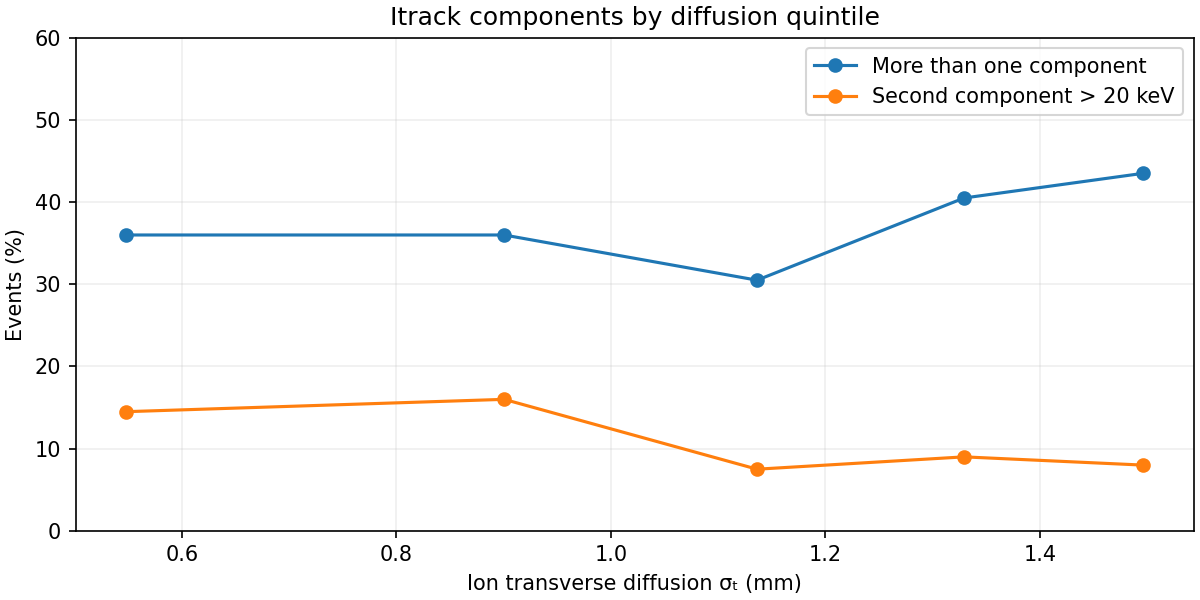 Itrack components by diffusion quintile
More than one component
Second component > 20 keV
Events (%)
60
50
40
30
20
10
0
0.6 0.8 1.0 1.2 1.4
Ion transverse diffusion σₜ (mm)